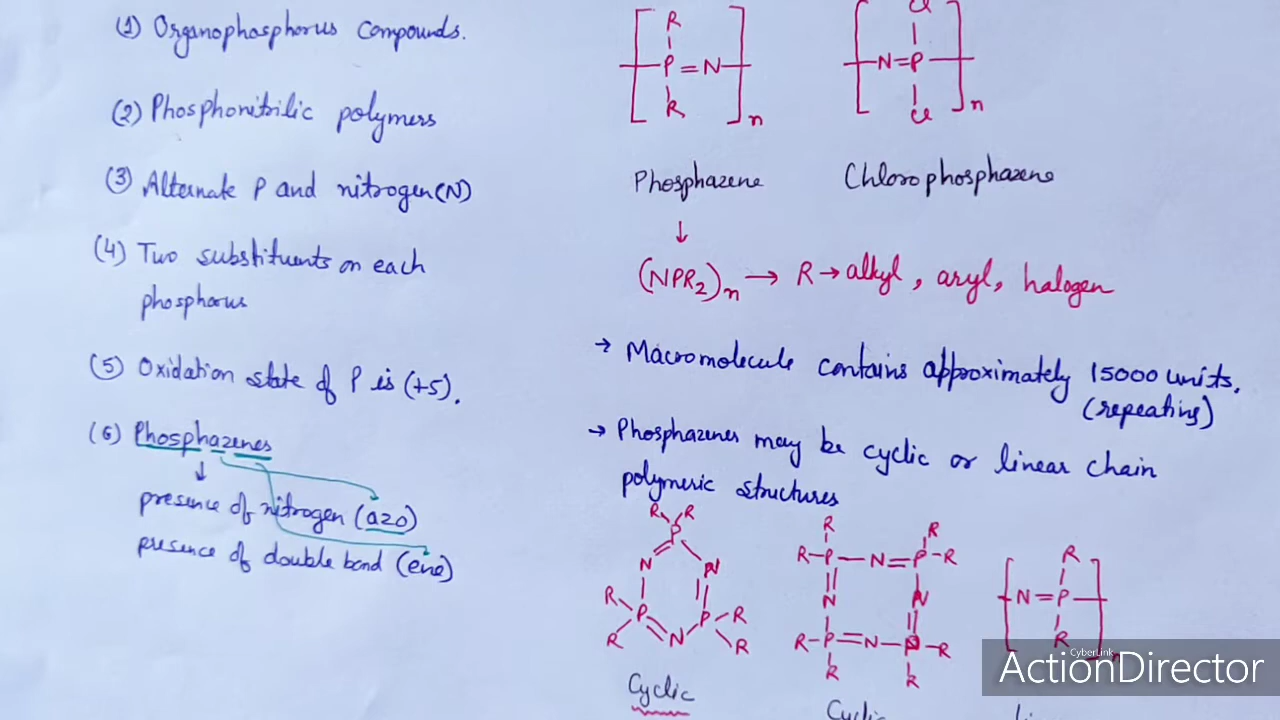 (1) Organophosphorus Compounds.
(2) Phosphonitrilic polymers
(3) Alternate P and nitrogen (N)
(4) Two substituents on each
phosphorus
(5) Oxidation state of P is (+5).
(6) Phosphazenes
↓
presence of nitrogen (azo)
presence of double bond (ene)
R
P=N
R
n
Cl
N=P
Cl
n
Phosphazene
Chlorophosphazene
↓
(NPR₂)n → R → alkyl, aryl, halogen
→ Macromolecule contains approximately 15000 units.
(repeating)
→ Phosphazenes may be cyclic or linear chain
polymeric structures
R R
P
N N
R P P R
R N R
Cyclic
R R
R-P-N=P-R
N N
R-P=N-P-R
R R
Cyclic
R
N=P
R
n
CyberLink
ActionDirector